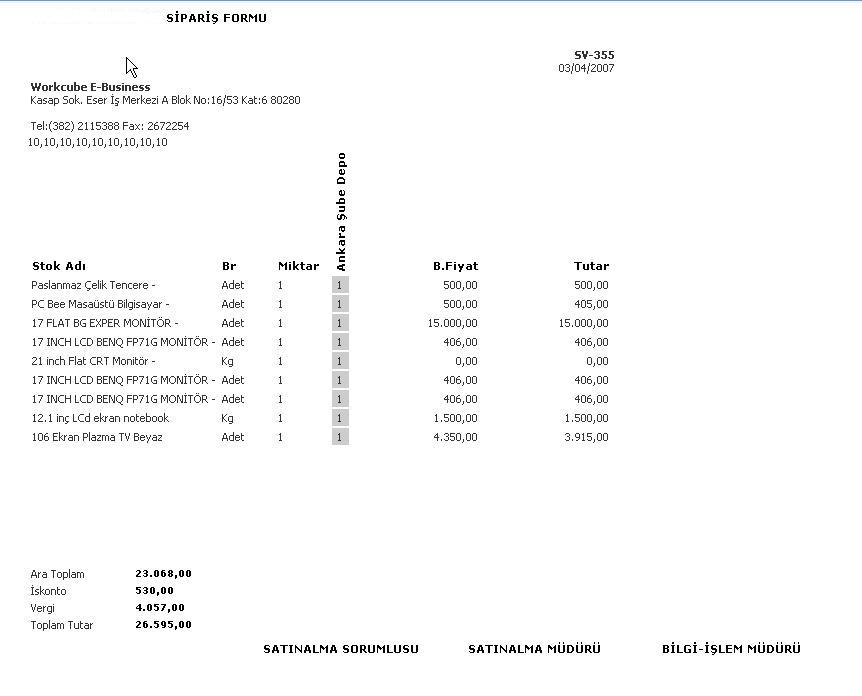 SİPARİŞ FORMU
SV-355
03/04/2007
Workcube E-Business
Kasap Sok. Eser İş Merkezi A Blok No:16/53 Kat:6 80280
Tel:(382) 2115388 Fax: 2672254
10,10,10,10,10,10,10,10,10
Stok Adı Br Miktar Ankara Şube Depo B.Fiyat Tutar
Paslanmaz Çelik Tencere - Adet 1 1 500,00 500,00
PC Bee Masaüstü Bilgisayar - Adet 1 1 500,00 405,00
17 FLAT BG EXPER MONİTÖR - Adet 1 1 15.000,00 15.000,00
17 INCH LCD BENQ FP71G MONİTÖR - Adet 1 1 406,00 406,00
21 inch Flat CRT Monitör - Kg 1 1 0,00 0,00
17 INCH LCD BENQ FP71G MONİTÖR - Adet 1 1 406,00 406,00
17 INCH LCD BENQ FP71G MONİTÖR - Adet 1 1 406,00 406,00
12.1 inç LCd ekran notebook Kg 1 1 1.500,00 1.500,00
106 Ekran Plazma TV Beyaz Adet 1 1 4.350,00 3.915,00
Ara Toplam 23.068,00
İskonto 530,00
Vergi 4.057,00
Toplam Tutar 26.595,00
SATINALMA SORUMLUSU SATINALMA MÜDÜRÜ BİLGİ-İŞLEM MÜDÜRÜ